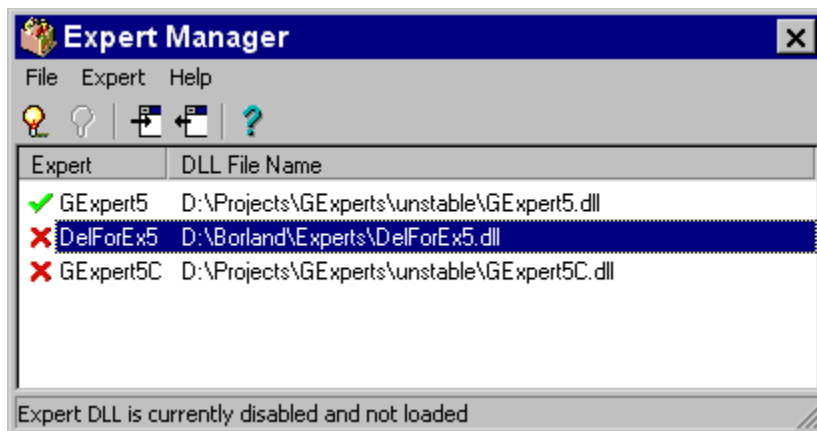 Expert Manager
File Expert Help
Expert DLL File Name
GExpert5 D:\Projects\GExperts\unstable\GExpert5.dll
DelForEx5 D:\Borland\Experts\DelForEx5.dll
GExpert5C D:\Projects\GExperts\unstable\GExpert5C.dll
Expert DLL is currently disabled and not loaded